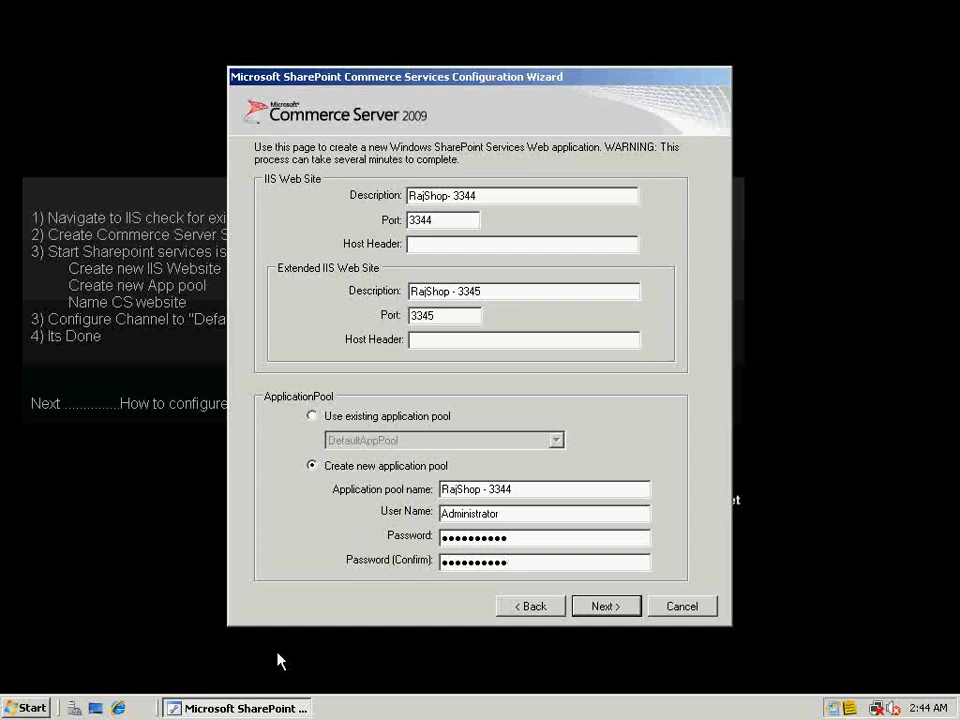 Microsoft SharePoint Commerce Services Configuration Wizard
Microsoft®
Commerce Server 2009
Use this page to create a new Windows SharePoint Services Web application. WARNING: This
process can take several minutes to complete.
IIS Web Site
Description: RajShop- 3344
Port: 3344
Host Header:
Extended IIS Web Site
Description: RajShop - 3345
Port: 3345
Host Header:
ApplicationPool
Use existing application pool
DefaultAppPool
Create new application pool
Application pool name: RajShop - 3344
User Name: Administrator
Password: ●●●●●●●●●●
Password (Confirm): ●●●●●●●●●●
< Back Next > Cancel
1) Navigate to IIS check for exi
2) Create Commerce Server S
3) Start Sharepoint services is
Create new IIS Website
Create new App pool
Name CS website
3) Configure Channel to "Defa
4) Its Done
Next ...............How to configure
et
Start Microsoft SharePoint ... 2:44 AM